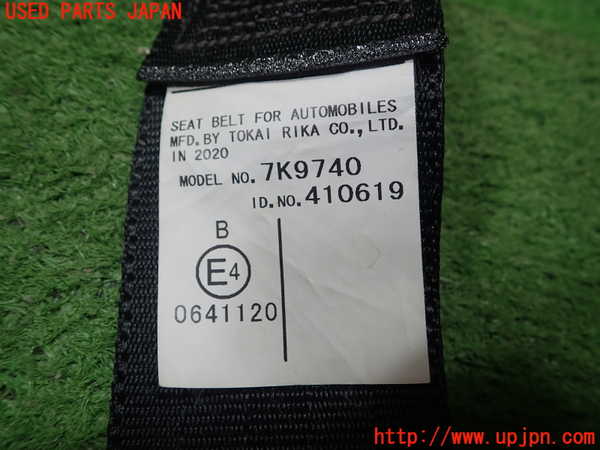 USED PARTS JAPAN
SEAT BELT FOR AUTOMOBILES
MFD. BY TOKAI RIKA CO., LTD.
IN 2020
MODEL NO. 7K9740
ID. NO. 410619
B
E4
0641120
http://www.upjpn.com/